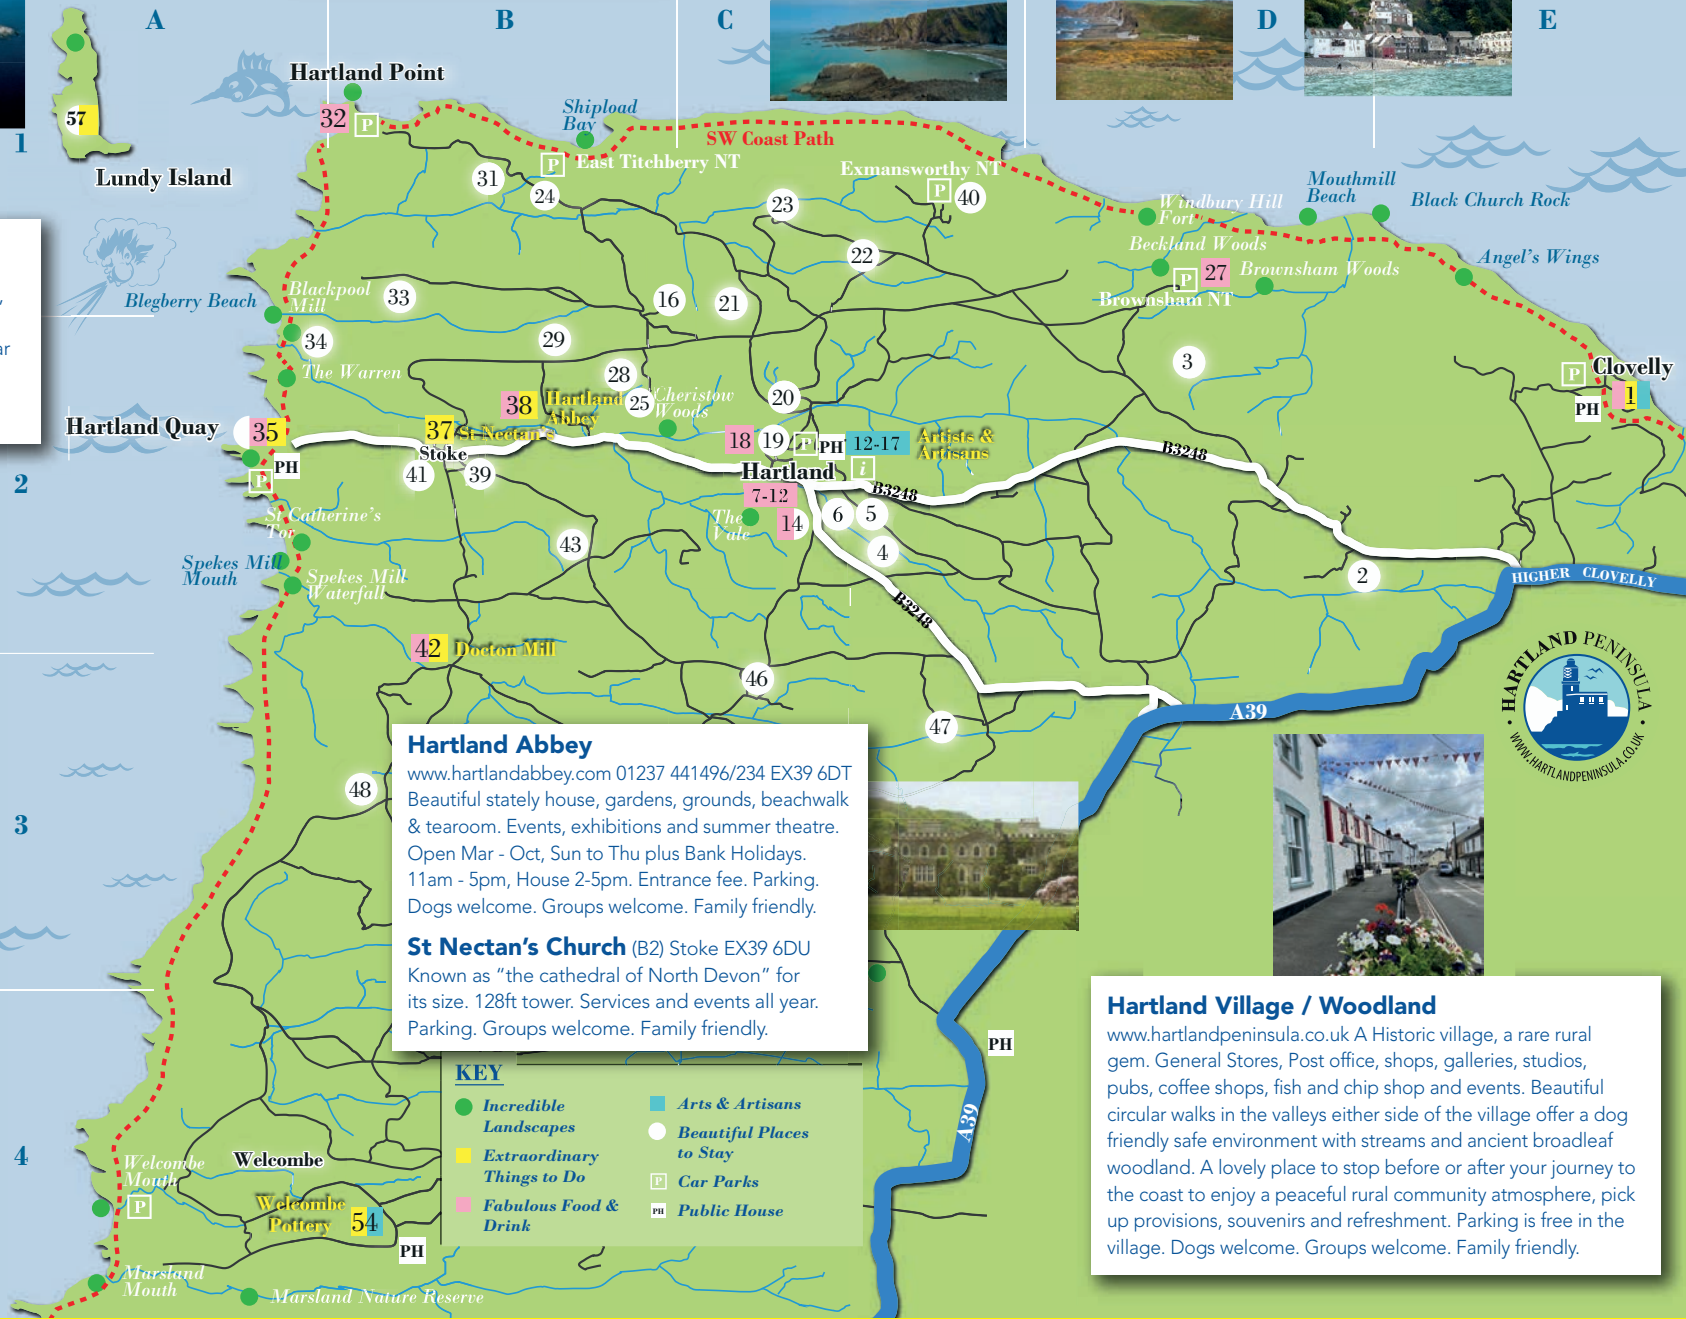 A
B
C
D
E
1
2
3
4
57
Lundy Island
Hartland Point
32
P
Shipload
Bay
P
East Titchberry NT
SW Coast Path
31
24
23
Exmansworthy NT
P
40
22
Windbury Hill
Fort
Mouthmill
Beach
Black Church Rock
Beckland Woods
P
27
Brownsham Woods
Brownsham NT
Angel's Wings
Blegberry Beach
Blackpool
Mill
33
16
21
34
29
3
The Warren
28
25
Cheristow
Woods
20
P
Clovelly
PH
1
Hartland Quay
35
38
Hartland
Abbey
37
St Nectan's
Stoke
41
39
18
19
P
PH
12-17
Artists &
Artisans
Hartland
i
B3248
B3248
PH
P
7-12
The
Vale
14
6
5
4
St Catherine's
Tor
43
2
Spekes Mill
Mouth
Spekes Mill
Waterfall
B3248
HIGHER CLOVELLY
42
Docton Mill
46
47
A39
HARTLAND PENINSULA
• WWW.HARTLANDPENINSULA.CO.UK •
48
ar
Hartland Abbey
www.hartlandabbey.com 01237 441496/234 EX39 6DT
Beautiful stately house, gardens, grounds, beachwalk
& tearoom. Events, exhibitions and summer theatre.
Open Mar - Oct, Sun to Thu plus Bank Holidays.
11am - 5pm, House 2-5pm. Entrance fee. Parking.
Dogs welcome. Groups welcome. Family friendly.
St Nectan's Church (B2) Stoke EX39 6DU
Known as “the cathedral of North Devon” for
its size. 128ft tower. Services and events all year.
Parking. Groups welcome. Family friendly.
PH
A39
Hartland Village / Woodland
www.hartlandpeninsula.co.uk A Historic village, a rare rural
gem. General Stores, Post office, shops, galleries, studios,
pubs, coffee shops, fish and chip shop and events. Beautiful
circular walks in the valleys either side of the village offer a dog
friendly safe environment with streams and ancient broadleaf
woodland. A lovely place to stop before or after your journey to
the coast to enjoy a peaceful rural community atmosphere, pick
up provisions, souvenirs and refreshment. Parking is free in the
village. Dogs welcome. Groups welcome. Family friendly.
KEY
Incredible
Landscapes
Extraordinary
Things to Do
Fabulous Food &
Drink
Arts & Artisans
Beautiful Places
to Stay
P Car Parks
PH Public House
Welcombe
Mouth
P
Welcombe
Welcombe
Pottery
54
PH
Marsland
Mouth
Marsland Nature Reserve